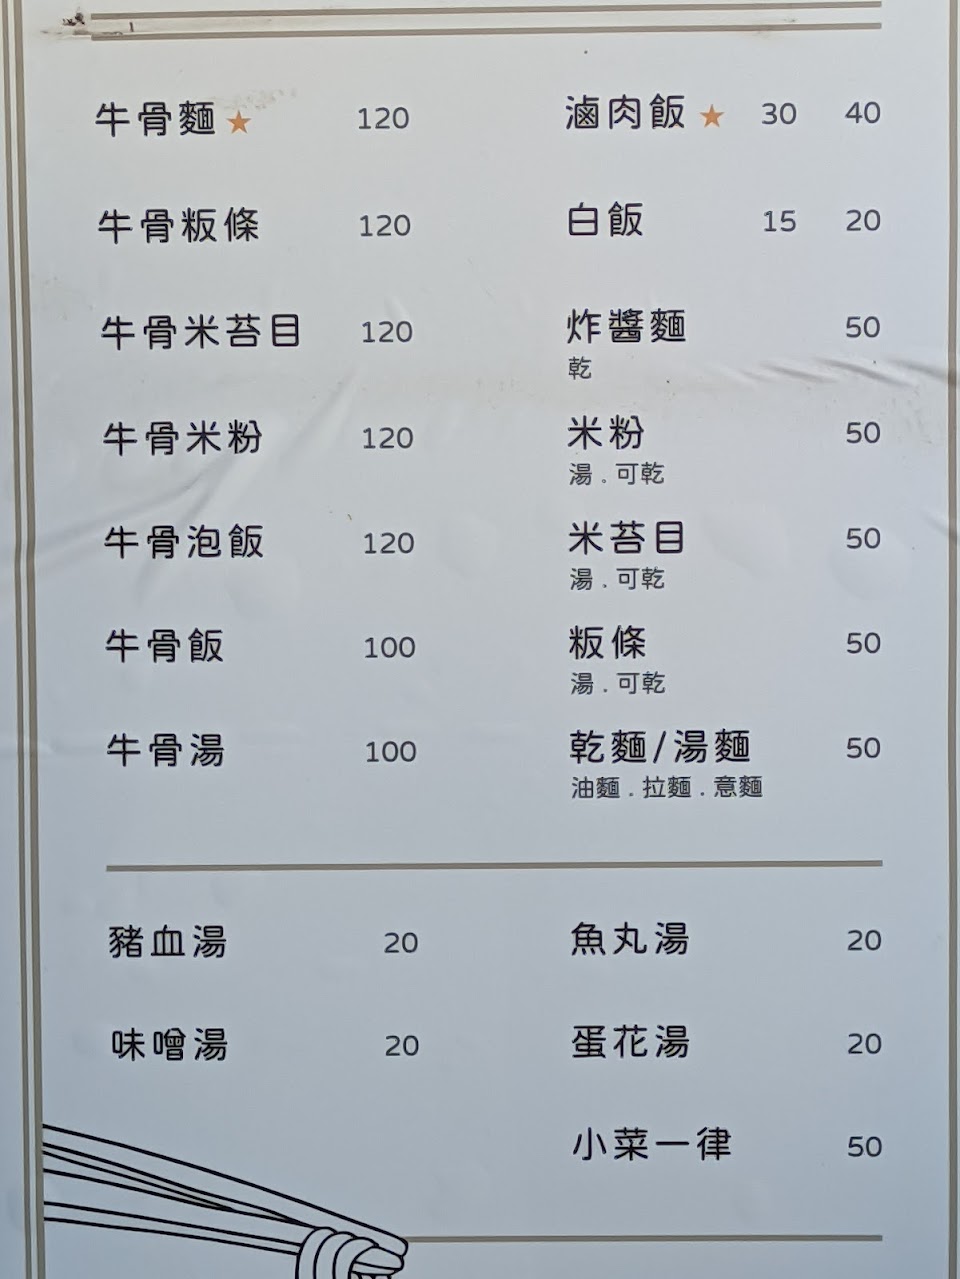 牛骨麵★ 120
牛骨粄條 120
牛骨米苔目 120
牛骨米粉 120
牛骨泡飯 120
牛骨飯 100
牛骨湯 100
滷肉飯★ 30 40
白飯 15 20
炸醬麵 50
乾
米粉 50
湯.可乾
米苔目 50
湯.可乾
粄條 50
湯.可乾
乾麵/湯麵 50
油麵.拉麵.意麵
豬血湯 20
味噌湯 20
魚丸湯 20
蛋花湯 20
小菜一律 50